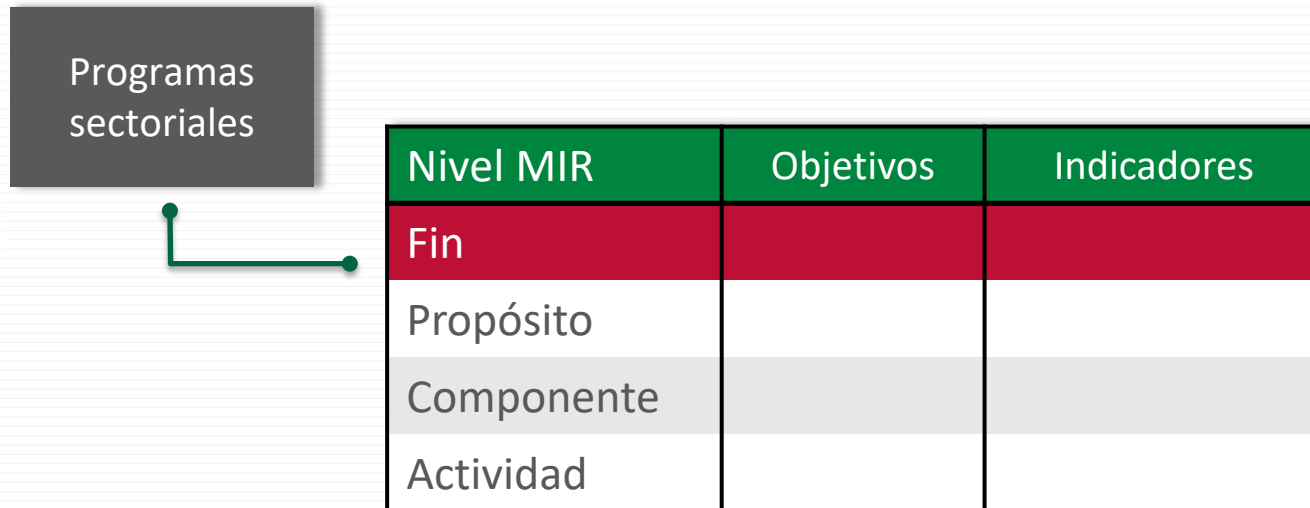 Programas
sectoriales
Nivel MIR Objetivos Indicadores
Fin
Propósito
Componente
Actividad